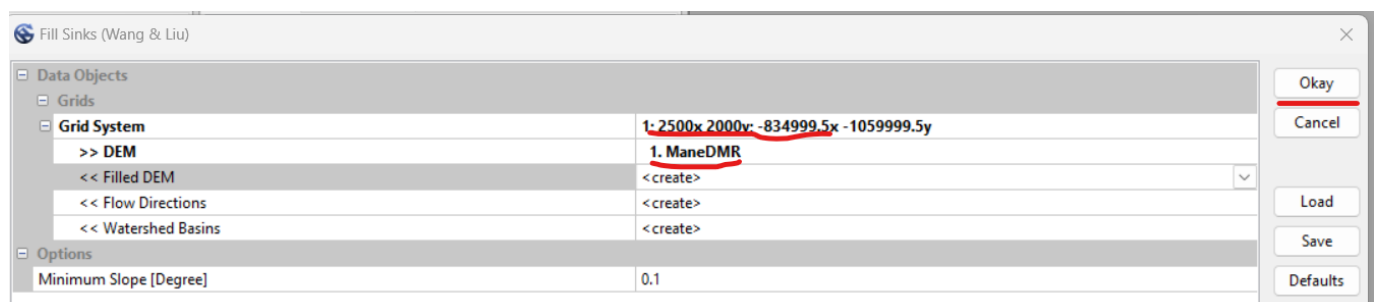 Fill Sinks (Wang & Liu)
Data Objects
Okay
Grids
Grid System 1; 2500x 2000y; -834999.5x -1059999.5y
Cancel
>> DEM 1. ManeDMR
<< Filled DEM <create>
<< Flow Directions <create>
Load
<< Watershed Basins <create>
Save
Options
Minimum Slope [Degree] 0.1
Defaults